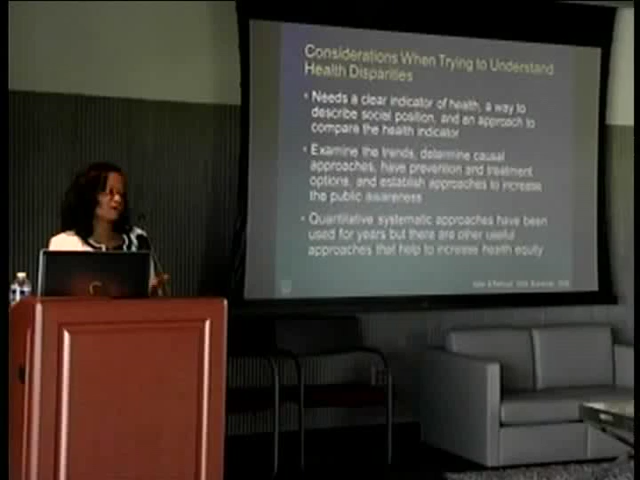 Considerations When Trying to Understand
Health Disparities
• Needs a clear indicator of health, a way to
describe social position, and an approach to
compare the health indicator
• Examine the trends, determine causal
approaches, have prevention and treatment
options, and establish approaches to increase
the public awareness
• Quantitative systematic approaches have been
used for years but there are other useful
approaches that help to increase health equity